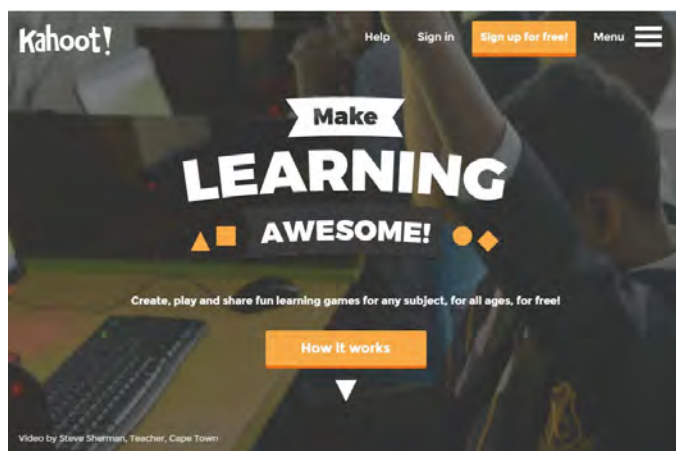 Kahoot!
Help Sign in Sign up for free! Menu
Make
LEARNING
AWESOME!
Create, play and share fun learning games for any subject, for all ages, for free!
How it works
Video by Steve Sherman, Teacher, Cape Town